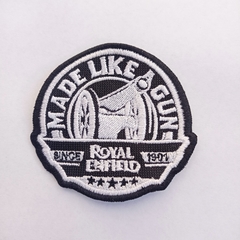 MADE LIKE GUN
SINCE 1901
ROYAL
ENFIELD